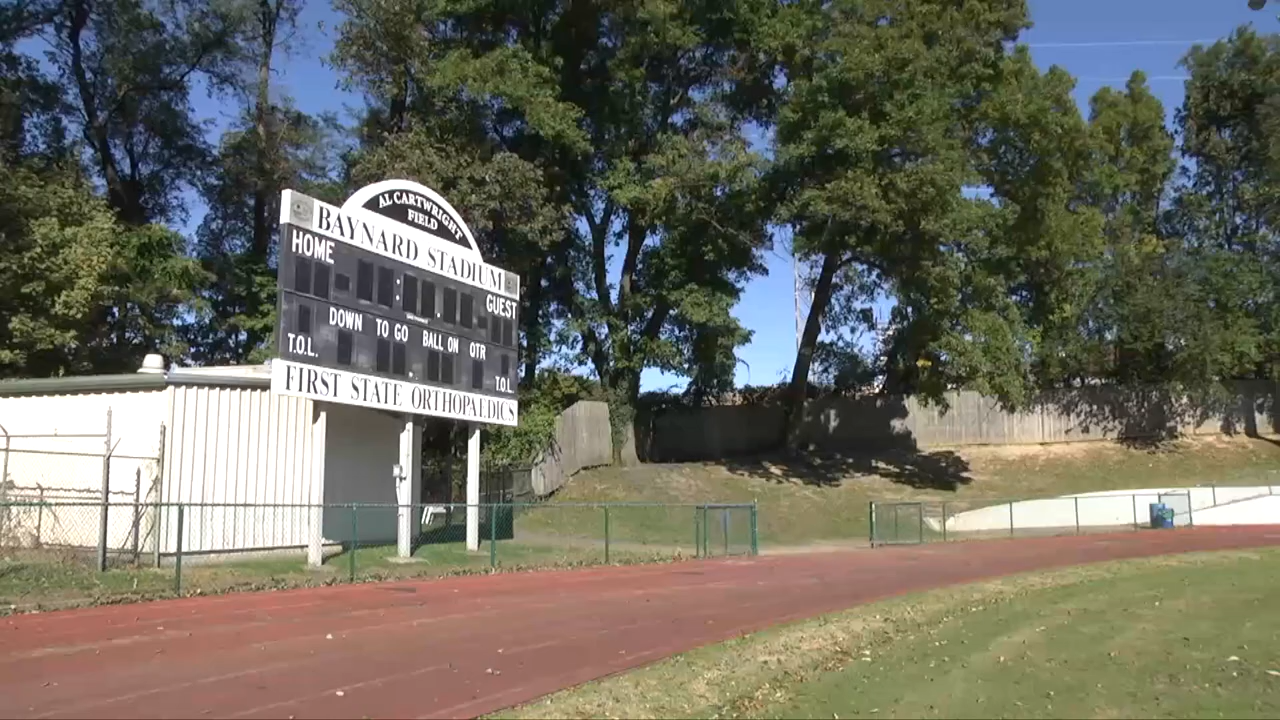 AL CARTWRIGHT
FIELD
BAYNARD STADIUM
HOME
GUEST
DOWN TO GO BALL ON QTR
T.O.L. T.O.L
FIRST STATE ORTHOPAEDICS